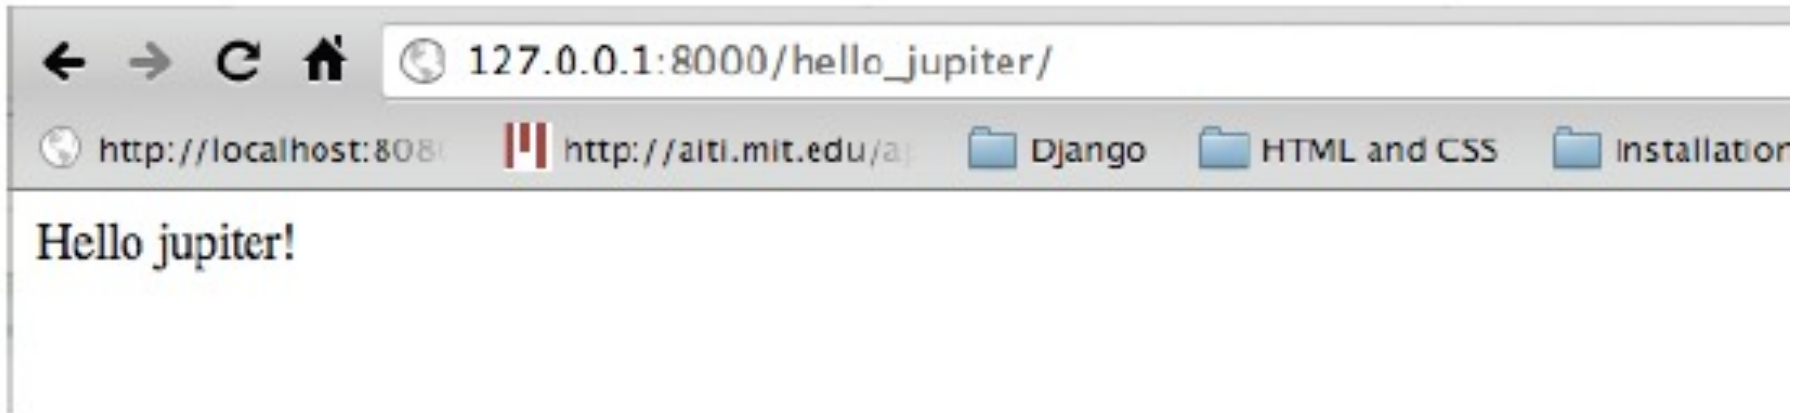 127.0.0.1:8000/hello_jupiter/
http://localhost:808 http://aiti.mit.edu/a Django HTML and CSS Installation
Hello jupiter!